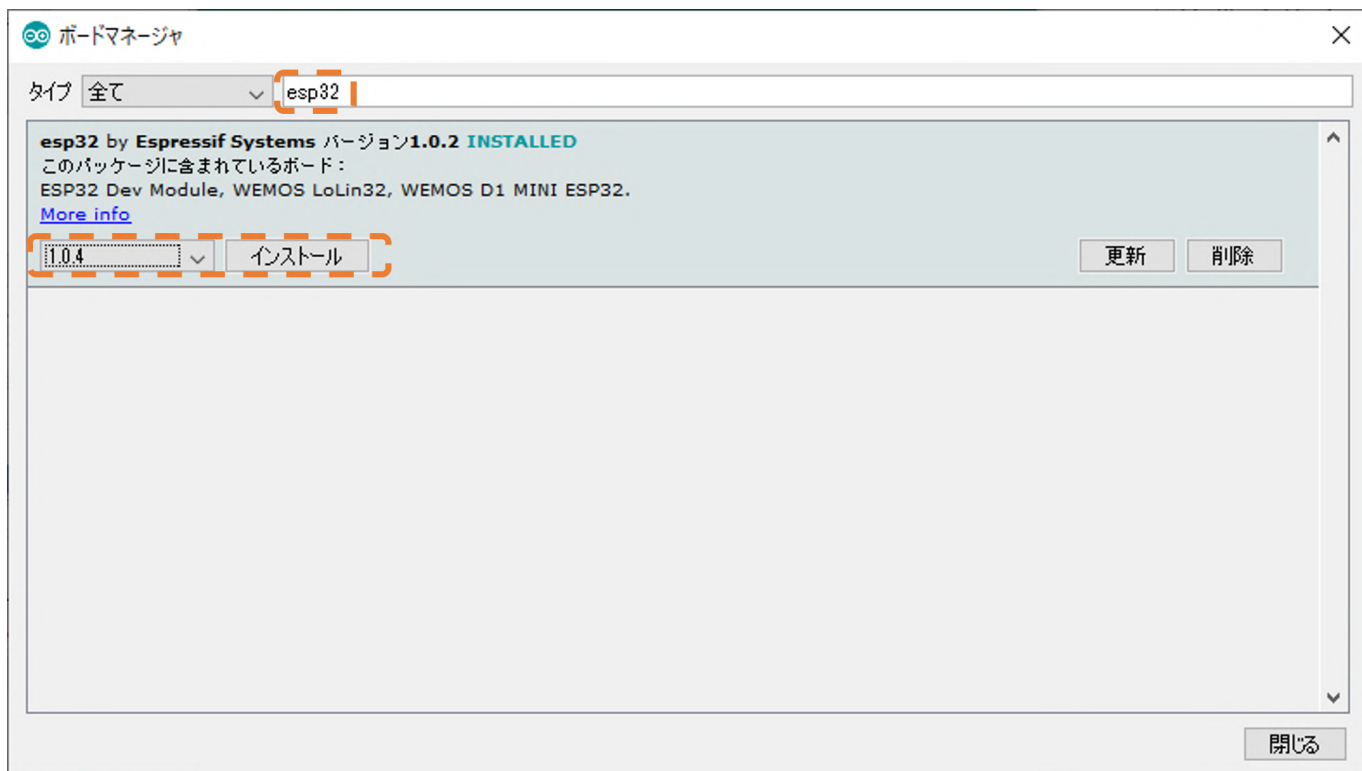 ボードマネージャ
タイプ 全て esp32
esp32 by Espressif Systems バージョン1.0.2 INSTALLED
このパッケージに含まれているボード：
ESP32 Dev Module, WEMOS LoLin32, WEMOS D1 MINI ESP32.
More info
1.0.4 インストール 更新 削除
閉じる